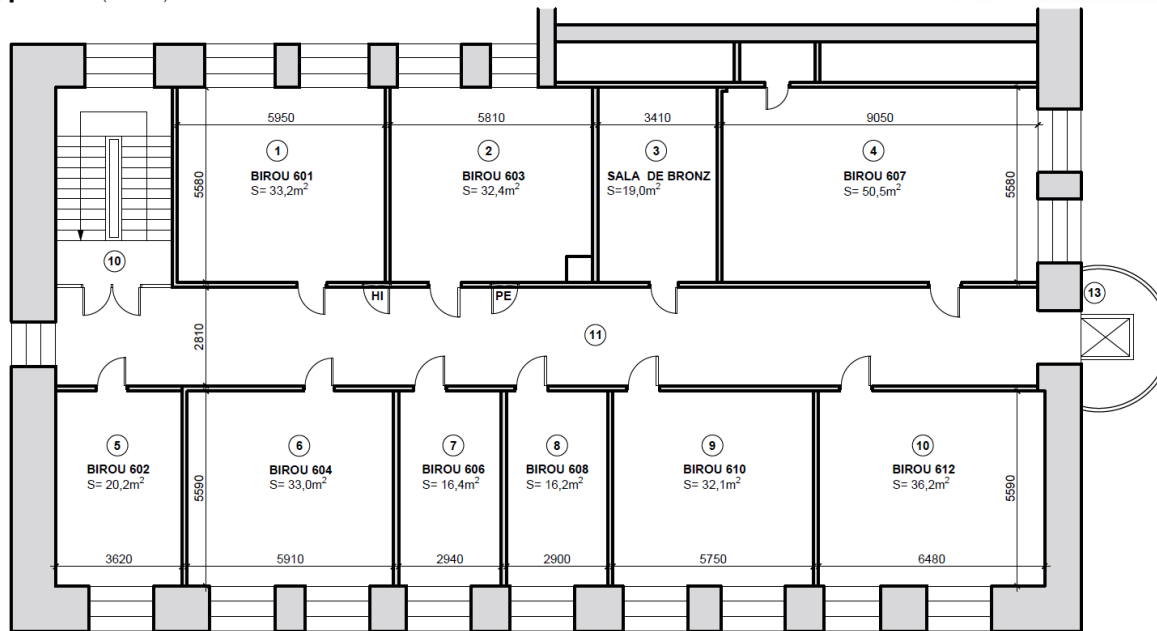 5950
5810
3410
9050
1
BIROU 601
S= 33,2m²
2
BIROU 603
S= 32,4m²
3
SALA DE BRONZ
S=19,0m²
4
BIROU 607
S= 50,5m²
5580
5580
10
HI
PE
13
2810
11
5
BIROU 602
S= 20,2m²
6
BIROU 604
S= 33,0m²
7
BIROU 606
S= 16,4m²
8
BIROU 608
S= 16,2m²
9
BIROU 610
S= 32,1m²
10
BIROU 612
S= 36,2m²
5590
5590
3620
5910
2940
2900
5750
6480